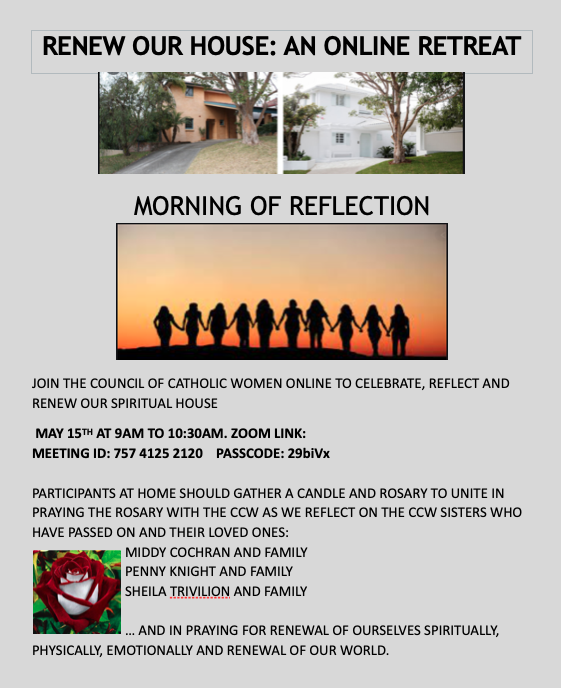 RENEW OUR HOUSE: AN ONLINE RETREAT
MORNING OF REFLECTION
JOIN THE COUNCIL OF CATHOLIC WOMEN ONLINE TO CELEBRATE, REFLECT AND
RENEW OUR SPIRITUAL HOUSE
MAY 15TH AT 9AM TO 10:30AM. ZOOM LINK:
MEETING ID: 757 4125 2120 PASSCODE: 29biVx
PARTICIPANTS AT HOME SHOULD GATHER A CANDLE AND ROSARY TO UNITE IN
PRAYING THE ROSARY WITH THE CCW AS WE REFLECT ON THE CCW SISTERS WHO
HAVE PASSED ON AND THEIR LOVED ONES:
MIDDY COCHRAN AND FAMILY
PENNY KNIGHT AND FAMILY
SHEILA TRIVILION AND FAMILY
... AND IN PRAYING FOR RENEWAL OF OURSELVES SPIRITUALLY,
PHYSICALLY, EMOTIONALLY AND RENEWAL OF OUR WORLD.